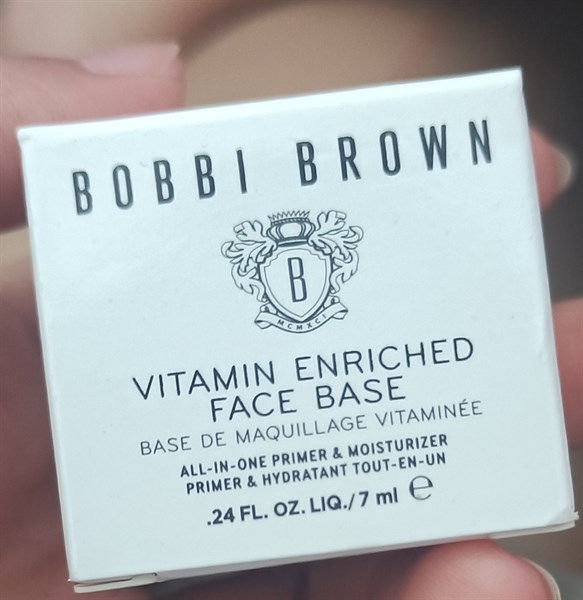 BOBBI BROWN
B
MCMXCI
VITAMIN ENRICHED
FACE BASE
BASE DE MAQUILLAGE VITAMINÉE
ALL-IN-ONE PRIMER & MOISTURIZER
PRIMER & HYDRATANT TOUT-EN-UN
.24 FL. OZ. LIQ./7 ml ℮